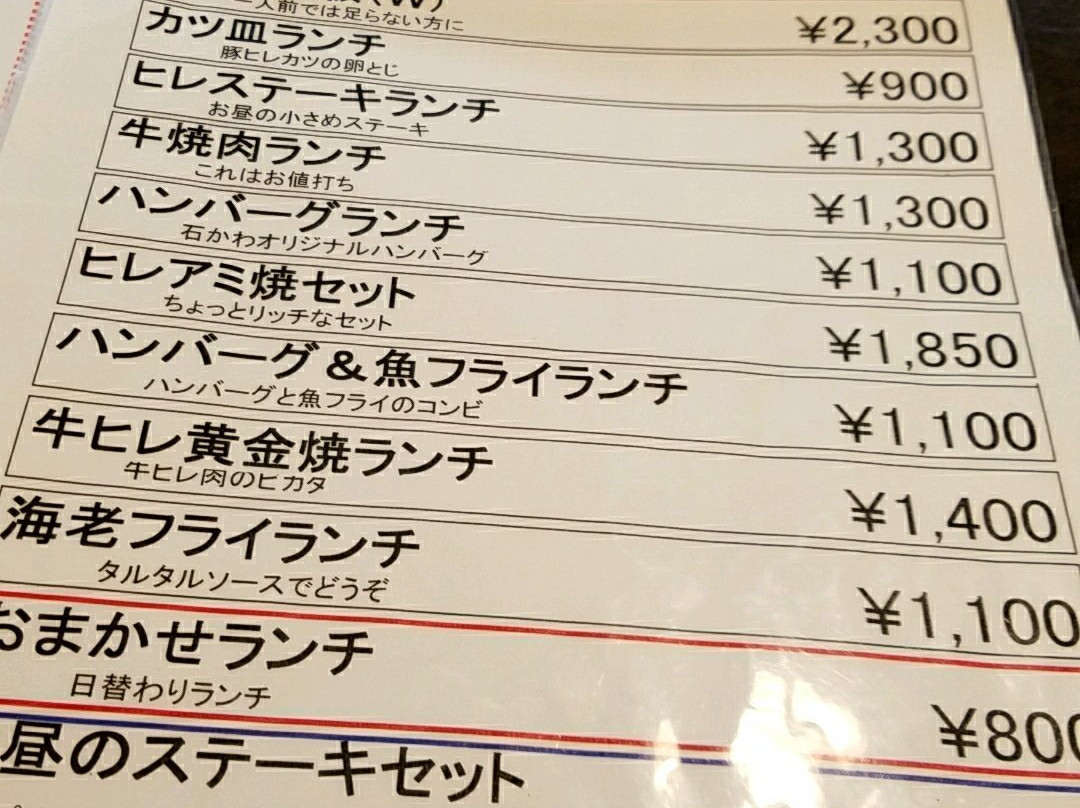 一人前では足らない方に
¥2,300
カツ皿ランチ
豚ヒレカツの卵とじ
¥900
ヒレステーキランチ
お昼の小さめステーキ
¥1,300
牛焼肉ランチ
これはお値打ち
¥1,300
ハンバーグランチ
石かわオリジナルハンバーグ
¥1,100
ヒレアミ焼セット
ちょっとリッチなセット
¥1,850
ハンバーグ&魚フライランチ
ハンバーグと魚フライのコンビ
¥1,100
牛ヒレ黄金焼ランチ
牛ヒレ肉のピカタ
¥1,400
海老フライランチ
タルタルソースでどうぞ
¥1,100
おまかせランチ
日替わりランチ
¥800
昼のステーキセット